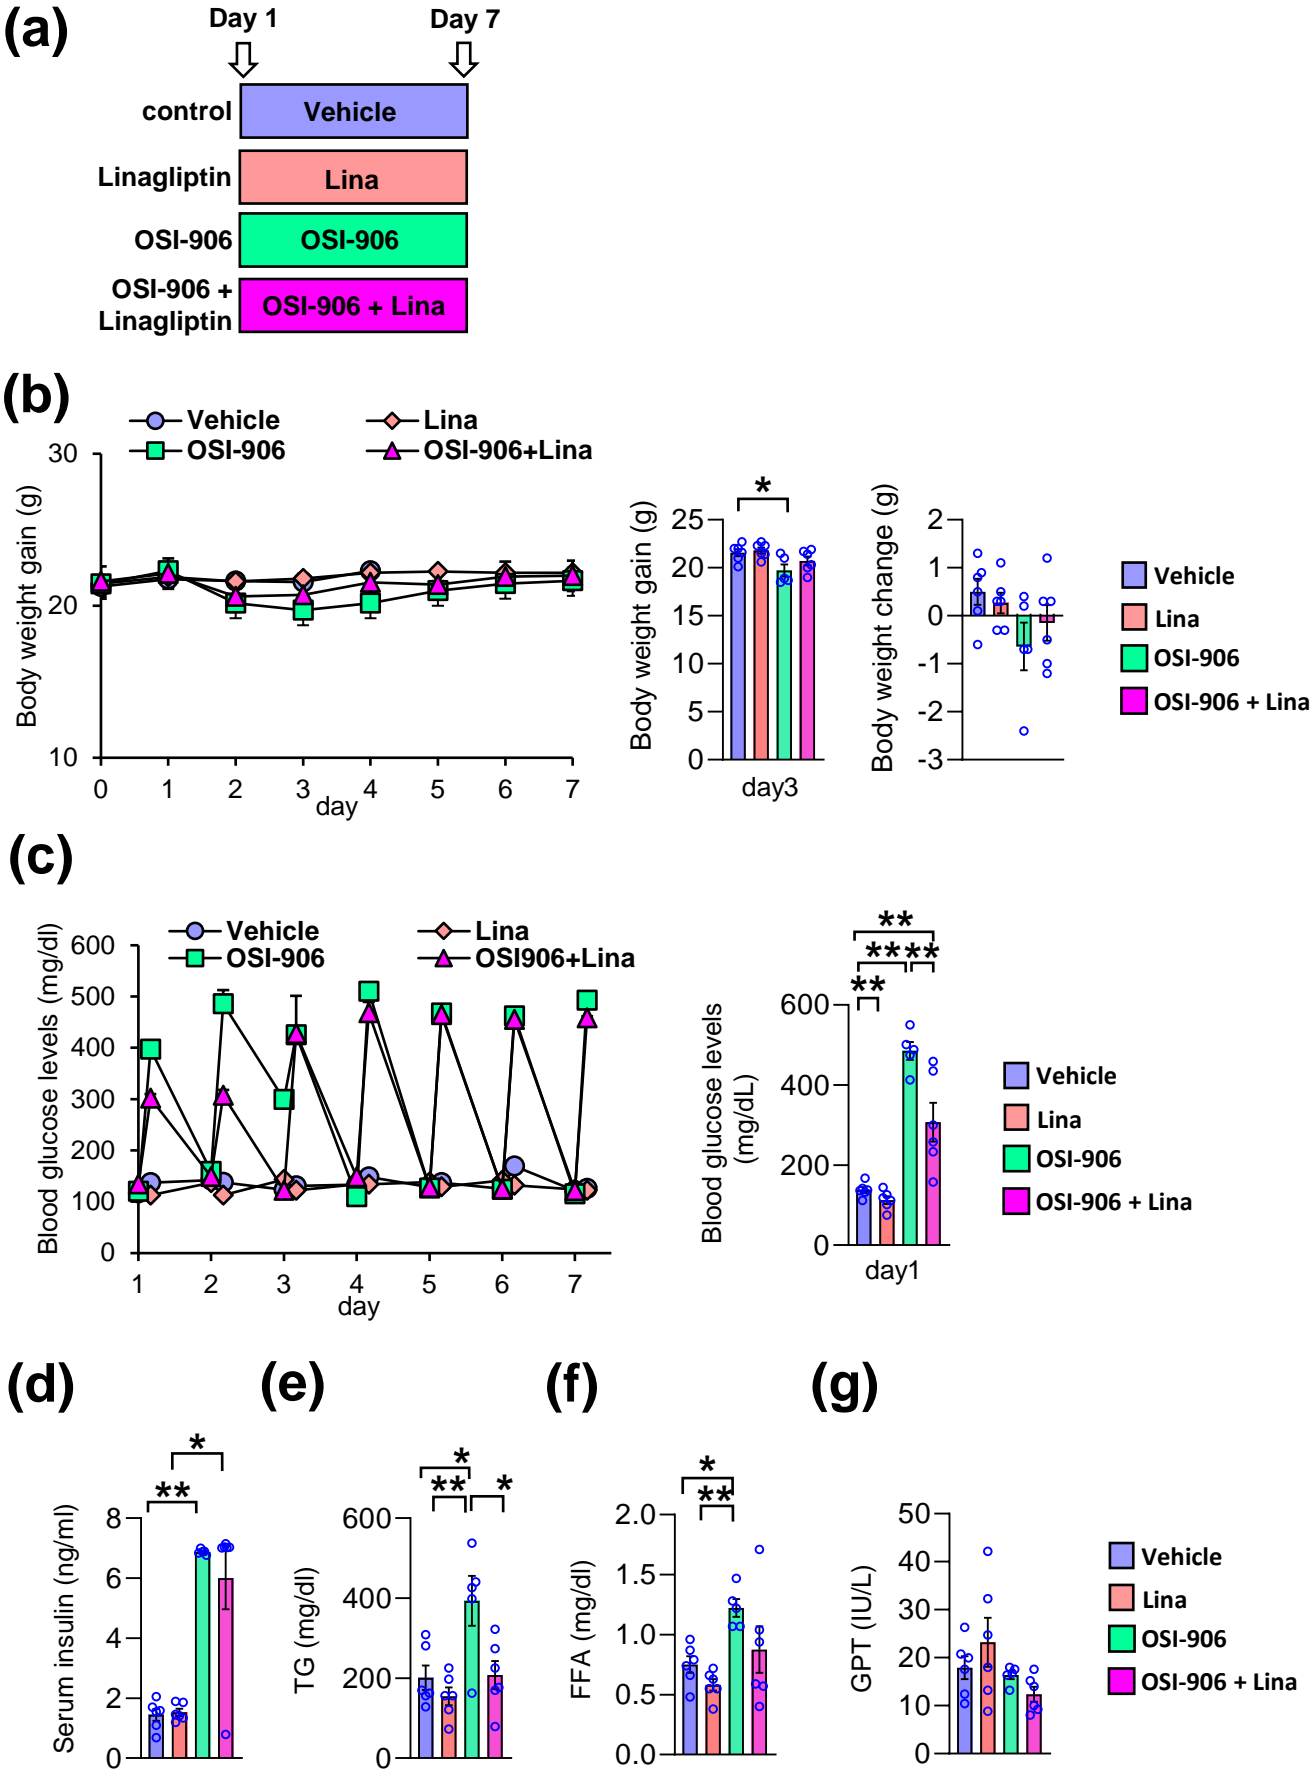 (a)
Day 1
Day 7
control
Vehicle
Linagliptin
Lina
OSI-906
OSI-906
OSI-906 +
Linagliptin
OSI-906 + Lina
(b)
Vehicle
Lina
OSI-906
OSI-906+Lina
Body weight gain (g)
30
20
10
0
1
2
3
4
5
6
7
day
Body weight gain (g)
25
20
15
10
5
0
*
day3
Body weight change (g)
2
1
0
-1
-2
-3
Vehicle
Lina
OSI-906
OSI-906 + Lina
(c)
Vehicle
Lina
OSI-906
OSI906+Lina
Blood glucose levels (mg/dl)
600
500
400
300
200
100
0
1
2
3
4
5
6
7
day
Blood glucose levels
(mg/dL)
600
400
200
0
**
**
**
**
day1
Vehicle
Lina
OSI-906
OSI-906 + Lina
(d)
Serum insulin (ng/ml)
8
6
4
2
0
*
**
(e)
TG (mg/dl)
600
400
200
0
*
**
*
(f)
FFA (mg/dl)
2.0
1.5
1.0
0.5
0.0
*
**
(g)
GPT (IU/L)
50
40
30
20
10
0
Vehicle
Lina
OSI-906
OSI-906 + Lina